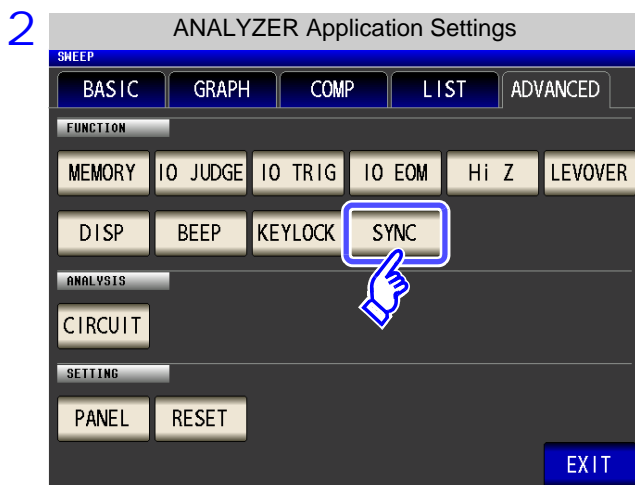 2
ANALYZER Application Settings
SWEEP
BASIC GRAPH COMP LIST ADVANCED
FUNCTION
MEMORY IO JUDGE IO TRIG IO EOM Hi Z LEVOVER
DISP BEEP KEYLOCK SYNC
ANALYSIS
CIRCUIT
SETTING
PANEL RESET
EXIT